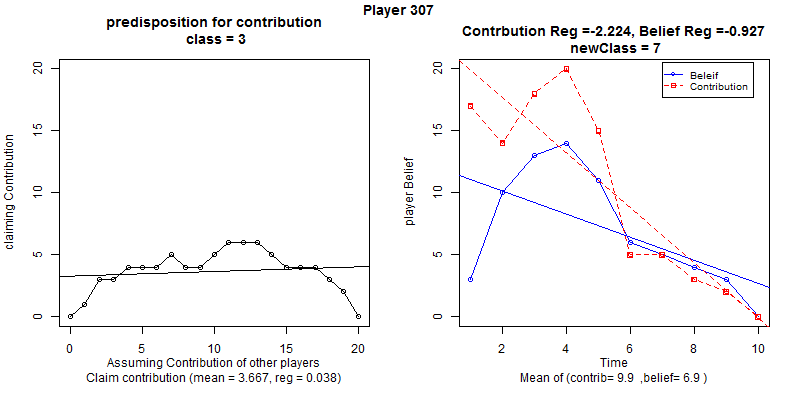 Player 307
predisposition for contribution
class = 3
claiming Contribution
0
5
10
15
20
0
5
10
15
20
Assuming Contribution of other players
Claim contribution (mean = 3.667, reg = 0.038)
Contrbution Reg =-2.224, Belief Reg =-0.927
newClass = 7
Beleif
Contribution
player Belief
0
5
10
15
20
2
4
6
8
10
Time
Mean of (contrib= 9.9 ,belief= 6.9 )